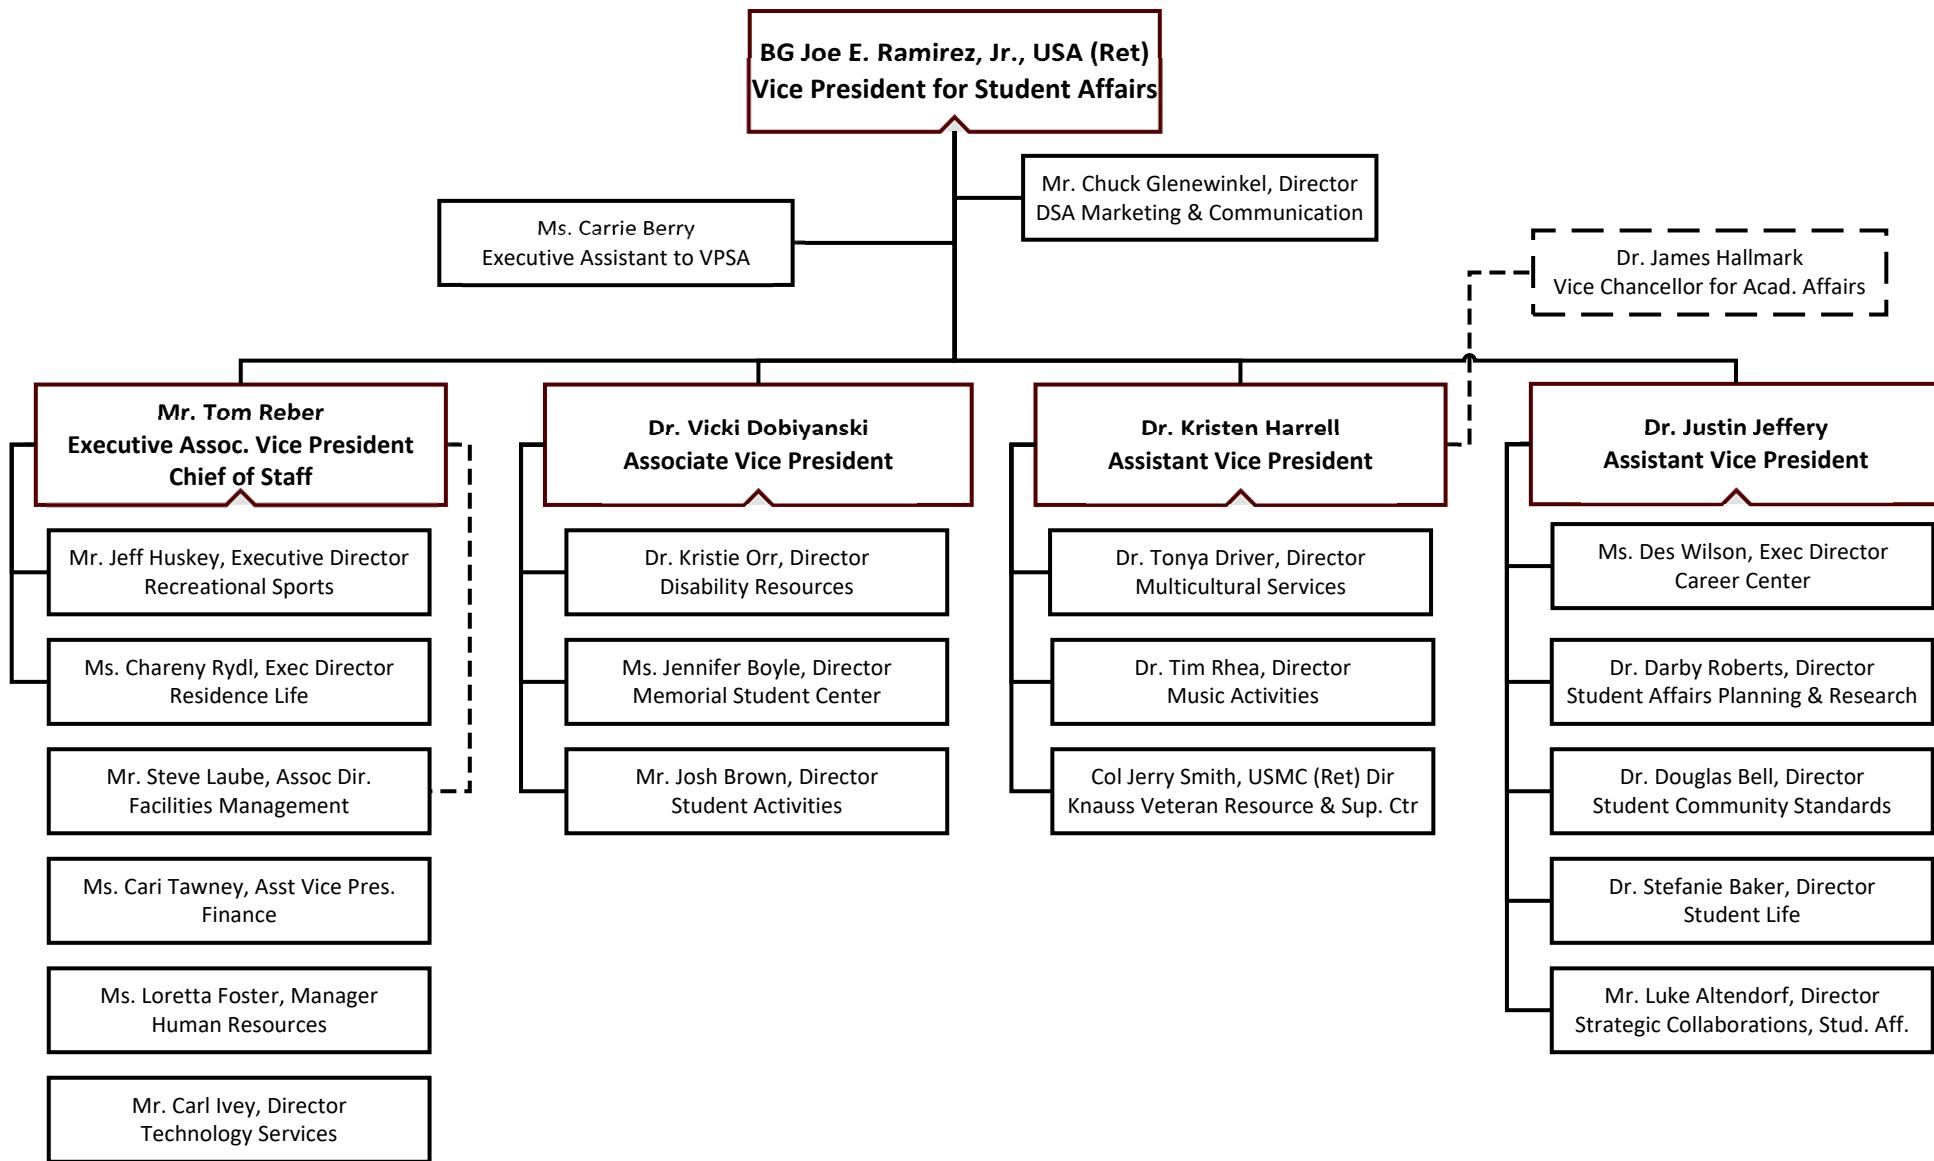 BG Joe E. Ramirez, Jr., USA (Ret)
Vice President for Student Affairs
Mr. Chuck Glenewinkel, Director
DSA Marketing & Communication
Ms. Carrie Berry
Executive Assistant to VPSA
Dr. James Hallmark
Vice Chancellor for Acad. Affairs
Mr. Tom Reber
Executive Assoc. Vice President
Chief of Staff
Mr. Jeff Huskey, Executive Director
Recreational Sports
Ms. Chareny Rydl, Exec Director
Residence Life
Mr. Steve Laube, Assoc Dir.
Facilities Management
Ms. Cari Tawney, Asst Vice Pres.
Finance
Ms. Loretta Foster, Manager
Human Resources
Mr. Carl Ivey, Director
Technology Services
Dr. Vicki Dobiyanski
Associate Vice President
Dr. Kristie Orr, Director
Disability Resources
Ms. Jennifer Boyle, Director
Memorial Student Center
Mr. Josh Brown, Director
Student Activities
Dr. Kristen Harrell
Assistant Vice President
Dr. Tonya Driver, Director
Multicultural Services
Dr. Tim Rhea, Director
Music Activities
Col Jerry Smith, USMC (Ret) Dir
Knauss Veteran Resource & Sup. Ctr
Dr. Justin Jeffery
Assistant Vice President
Ms. Des Wilson, Exec Director
Career Center
Dr. Darby Roberts, Director
Student Affairs Planning & Research
Dr. Douglas Bell, Director
Student Community Standards
Dr. Stefanie Baker, Director
Student Life
Mr. Luke Altendorf, Director
Strategic Collaborations, Stud. Aff.